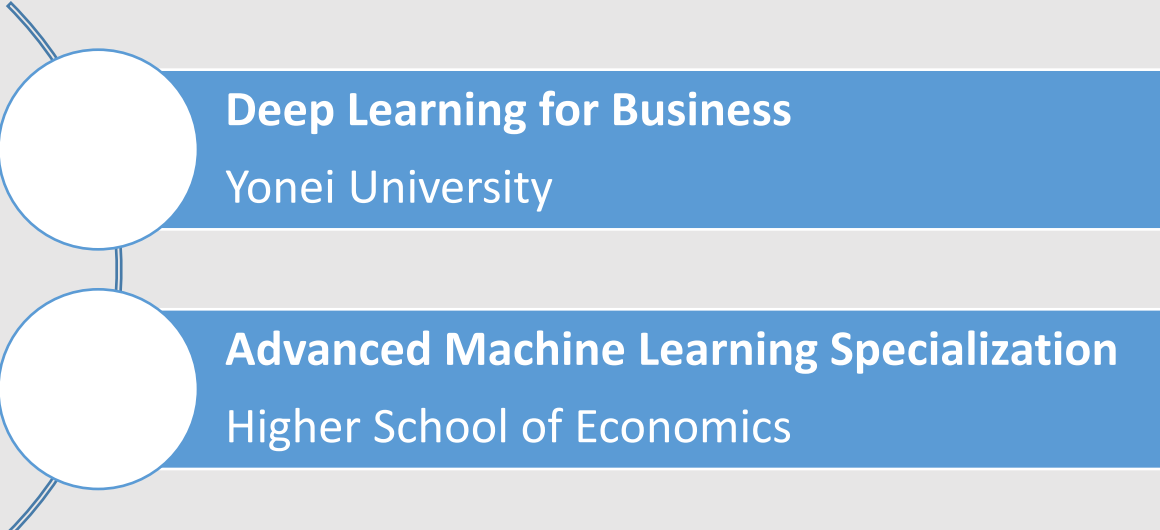 Deep Learning for Business
Yonei University
Advanced Machine Learning Specialization
Higher School of Economics